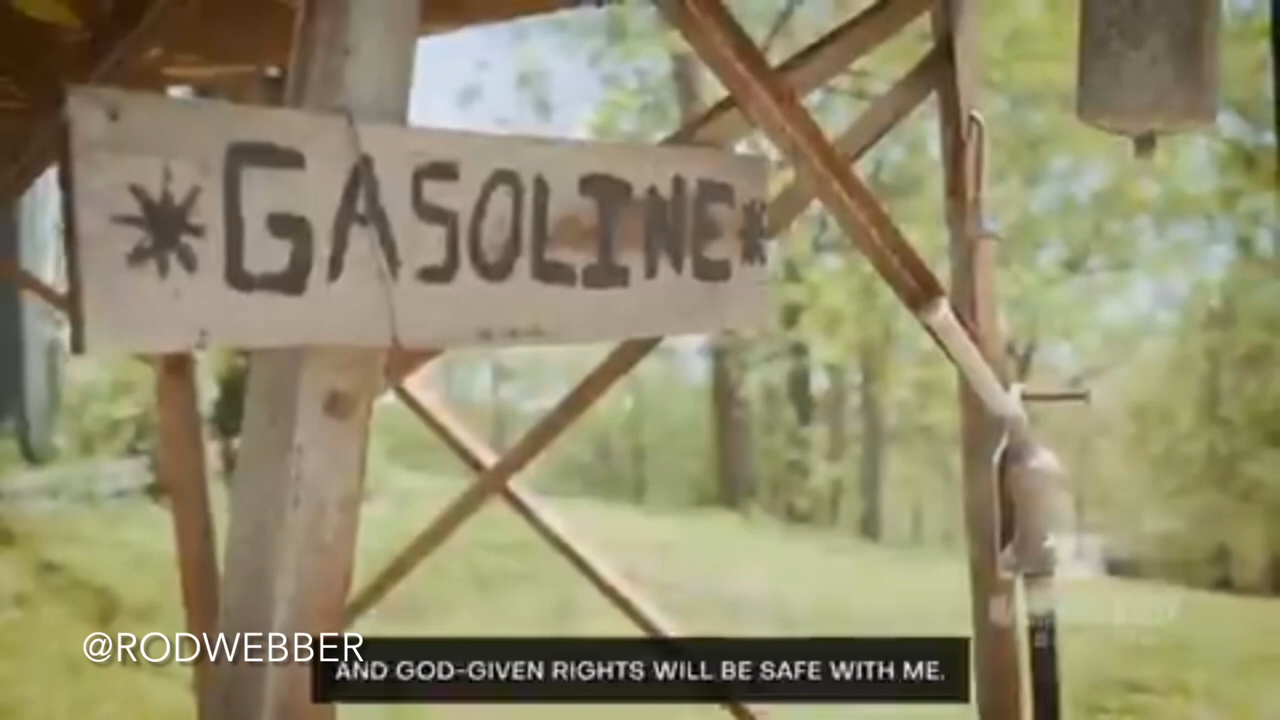 *GASOLINE*
@RODWEBBER
AND GOD-GIVEN RIGHTS WILL BE SAFE WITH ME.